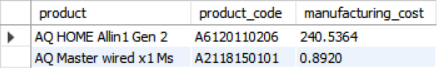 product product_code manufacturing_cost
AQ HOME Allin1 Gen 2 A6120110206 240.5364
AQ Master wired x1 Ms A2118150101 0.8920